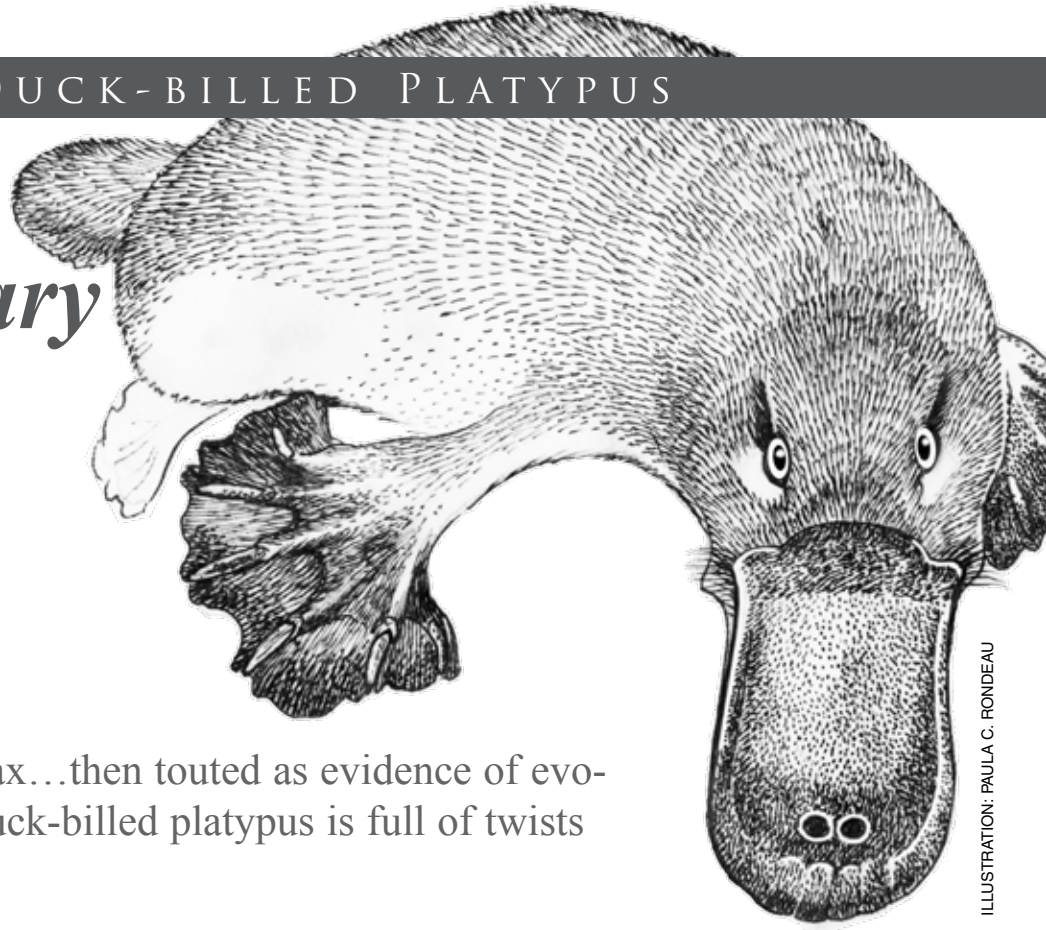 DUCK-BILLED PLATYPUS
ary
ax…then touted as evidence of evo-
uck-billed platypus is full of twists
ILLUSTRATION: PAULA C. RONDEAU